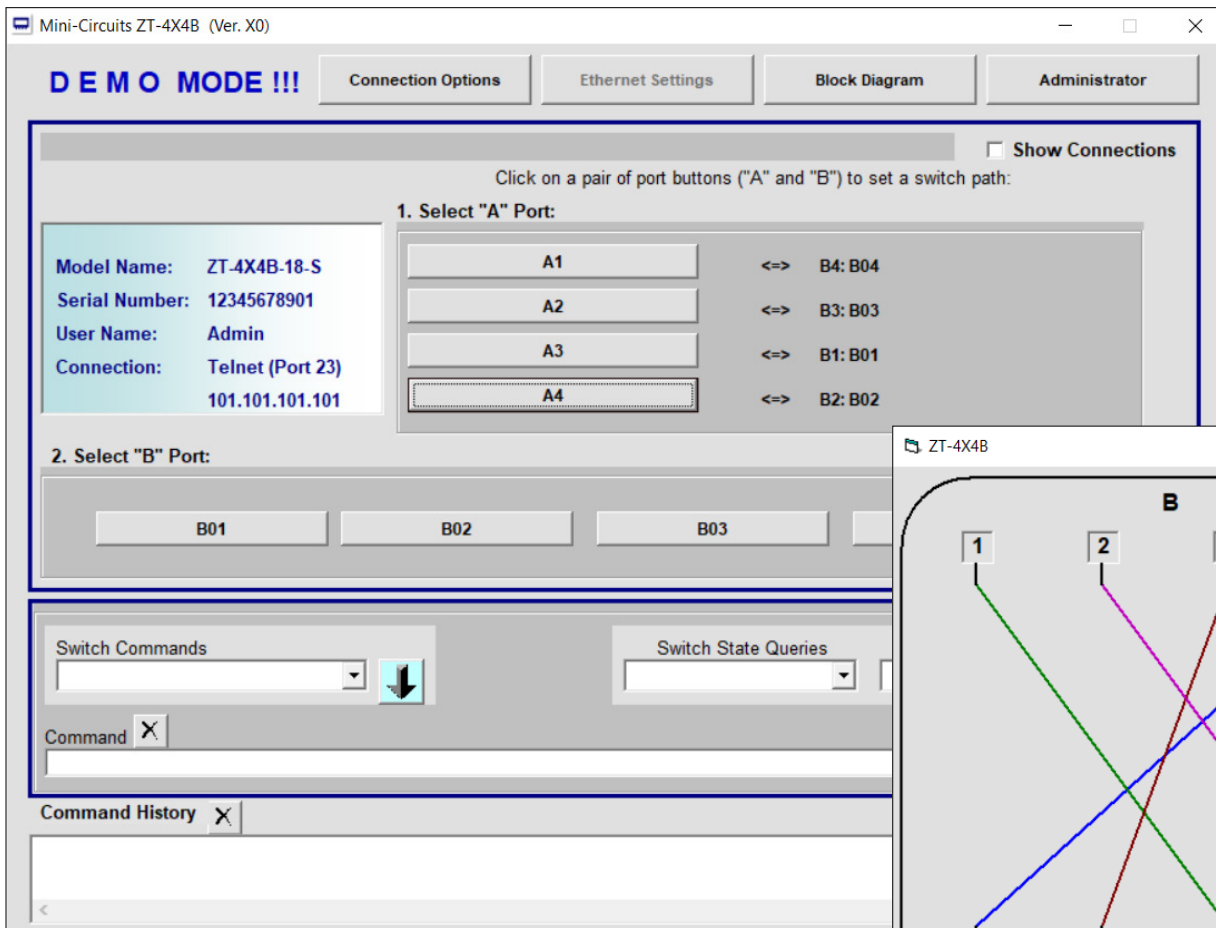 Mini-Circuits ZT-4X4B (Ver. X0)
D E M O MODE !!!
Connection Options
Ethernet Settings
Block Diagram
Administrator
Show Connections
Click on a pair of port buttons ("A" and "B") to set a switch path:
1. Select "A" Port:
Model Name: ZT-4X4B-18-S
Serial Number: 12345678901
User Name: Admin
Connection: Telnet (Port 23)
101.101.101.101
A1 <=> B4: B04
A2 <=> B3: B03
A3 <=> B1: B01
A4 <=> B2: B02
2. Select "B" Port:
B01
B02
B03
ZT-4X4B
B
1
2
Switch Commands
Switch State Queries
Command X
Command History X